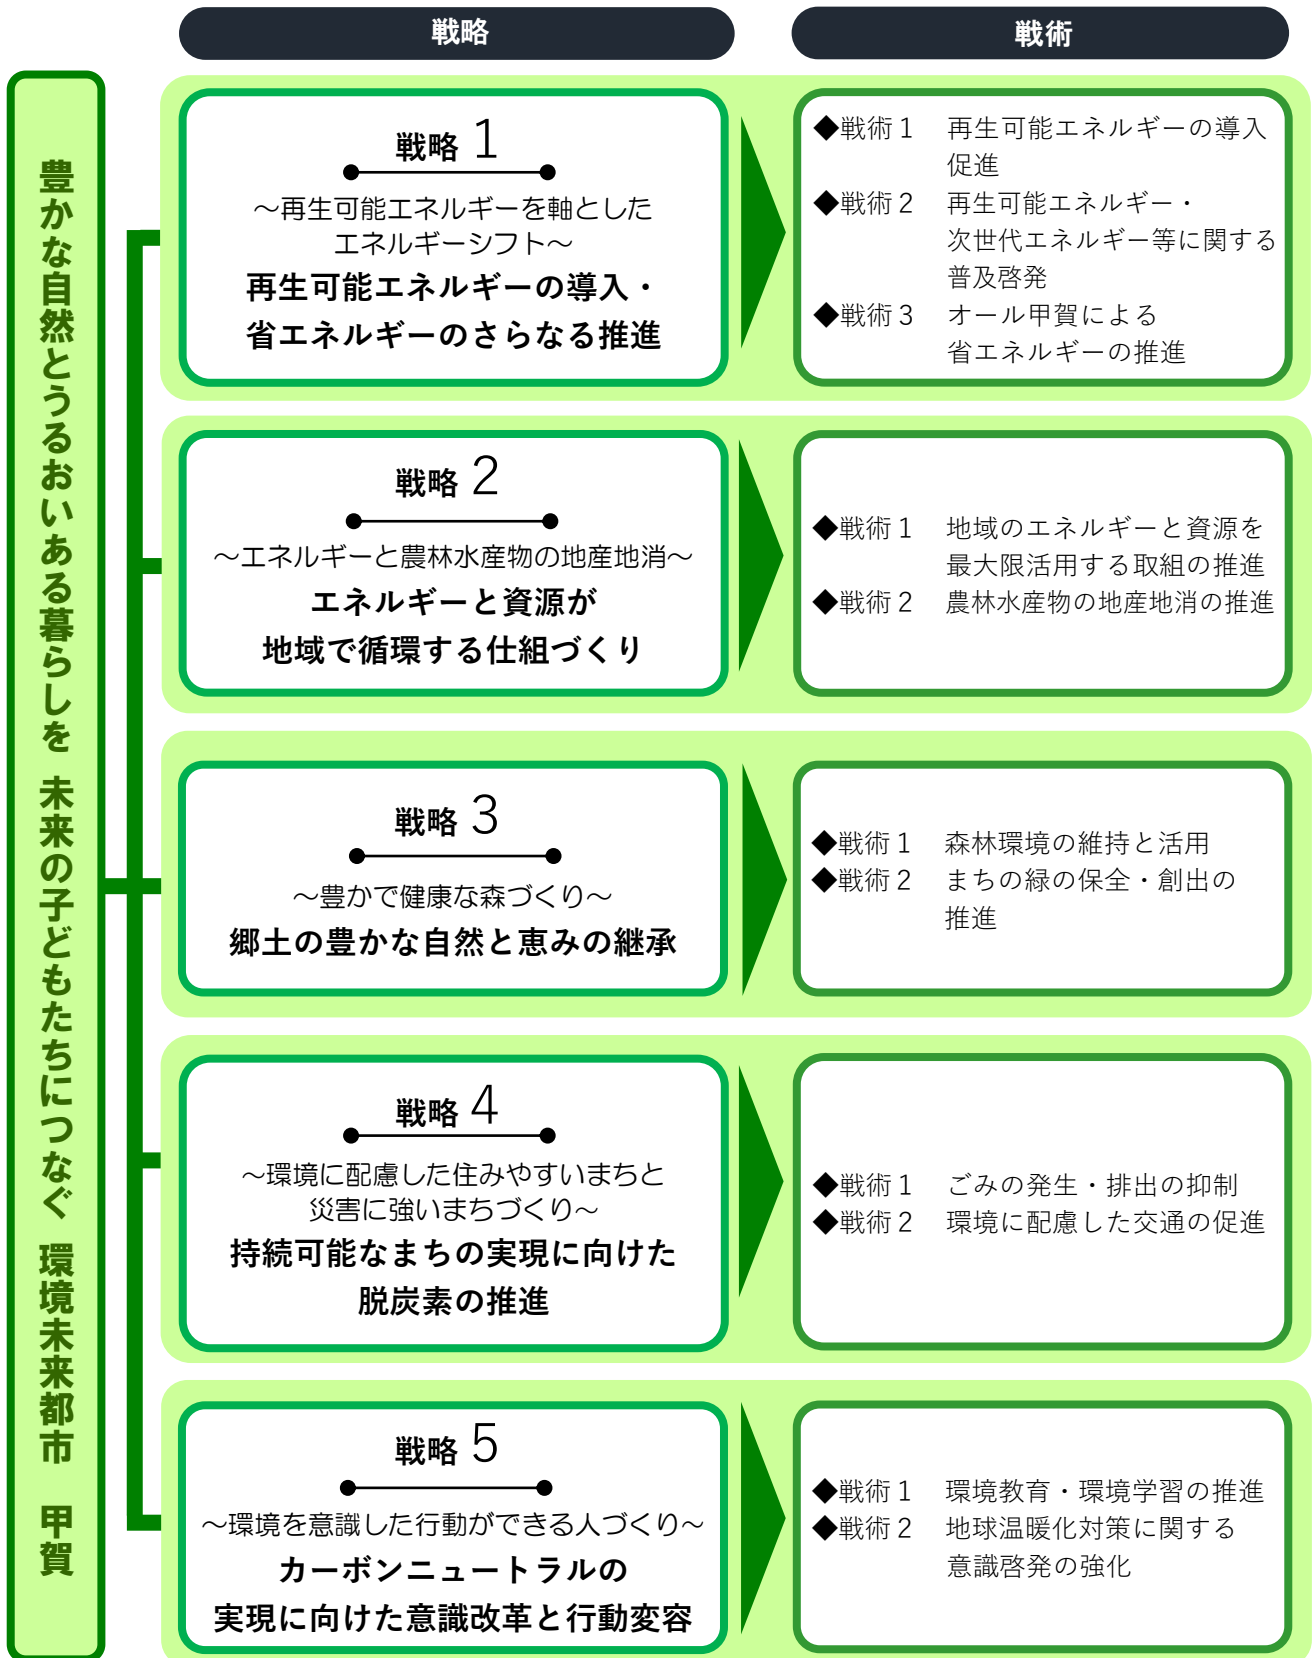 戦略
戦術
豊かな自然とうるおいある暮らしを 未来の子どもたちにつなぐ 環境未来都市 甲賀
戦略 1
～再生可能エネルギーを軸とした
エネルギーシフト～
再生可能エネルギーの導入・
省エネルギーのさらなる推進
◆戦術1 再生可能エネルギーの導入
促進
◆戦術2 再生可能エネルギー・
次世代エネルギー等に関する
普及啓発
◆戦術3 オール甲賀による
省エネルギーの推進
戦略 2
～エネルギーと農林水産物の地産地消～
エネルギーと資源が
地域で循環する仕組づくり
◆戦術1 地域のエネルギーと資源を
最大限活用する取組の推進
◆戦術2 農林水産物の地産地消の推進
戦略 3
～豊かで健康な森づくり～
郷土の豊かな自然と恵みの継承
◆戦術1 森林環境の維持と活用
◆戦術2 まちの緑の保全・創出の
推進
戦略 4
～環境に配慮した住みやすいまちと
災害に強いまちづくり～
持続可能なまちの実現に向けた
脱炭素の推進
◆戦術1 ごみの発生・排出の抑制
◆戦術2 環境に配慮した交通の促進
戦略 5
～環境を意識した行動ができる人づくり～
カーボンニュートラルの
実現に向けた意識改革と行動変容
◆戦術1 環境教育・環境学習の推進
◆戦術2 地球温暖化対策に関する
意識啓発の強化